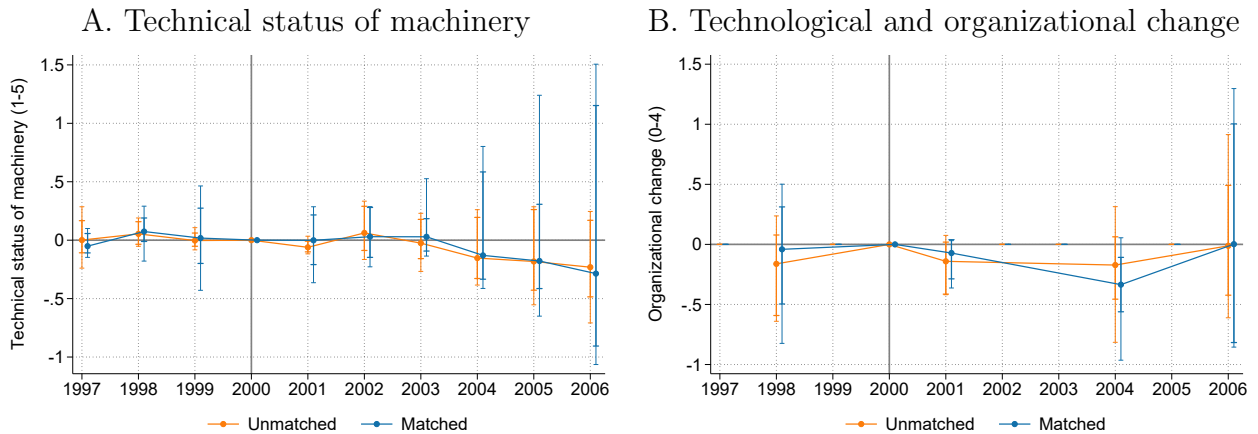 A. Technical status of machinery
Technical status of machinery (1-5)
1.5
1
.5
0
-.5
-1
1997 1998 1999 2000 2001 2002 2003 2004 2005 2006
Unmatched Matched
B. Technological and organizational change
Organizational change (0-4)
1.5
1
.5
0
-.5
-1
1997 1998 1999 2000 2001 2002 2003 2004 2005 2006
Unmatched Matched